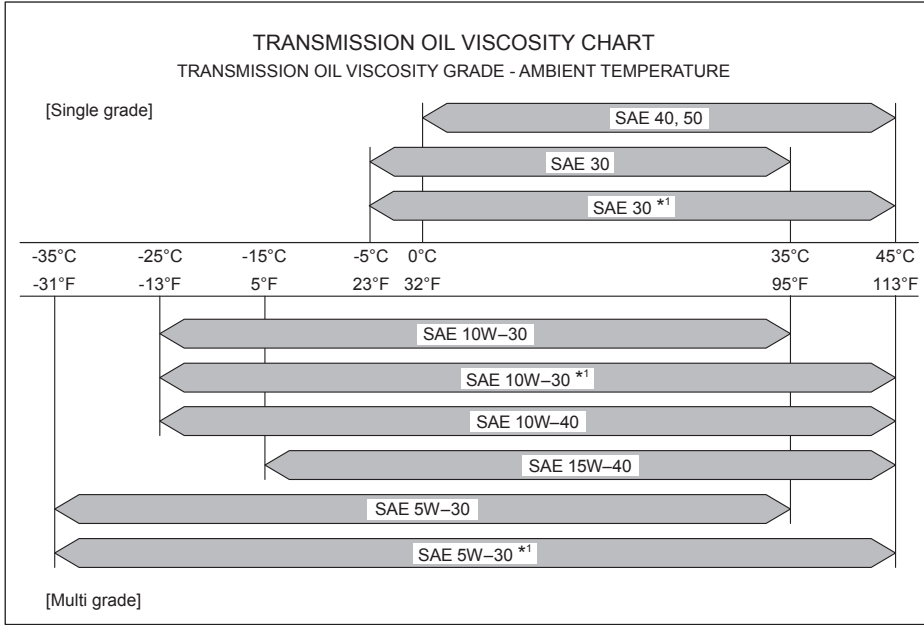 TRANSMISSION OIL VISCOSITY CHART
TRANSMISSION OIL VISCOSITY GRADE - AMBIENT TEMPERATURE
[Single grade]
SAE 40, 50
SAE 30
SAE 30 *1
-35°C -25°C -15°C -5°C 0°C 35°C 45°C
-31°F -13°F 5°F 23°F 32°F 95°F 113°F
SAE 10W–30
SAE 10W–30 *1
SAE 10W–40
SAE 15W–40
SAE 5W–30
SAE 5W–30 *1
[Multi grade]